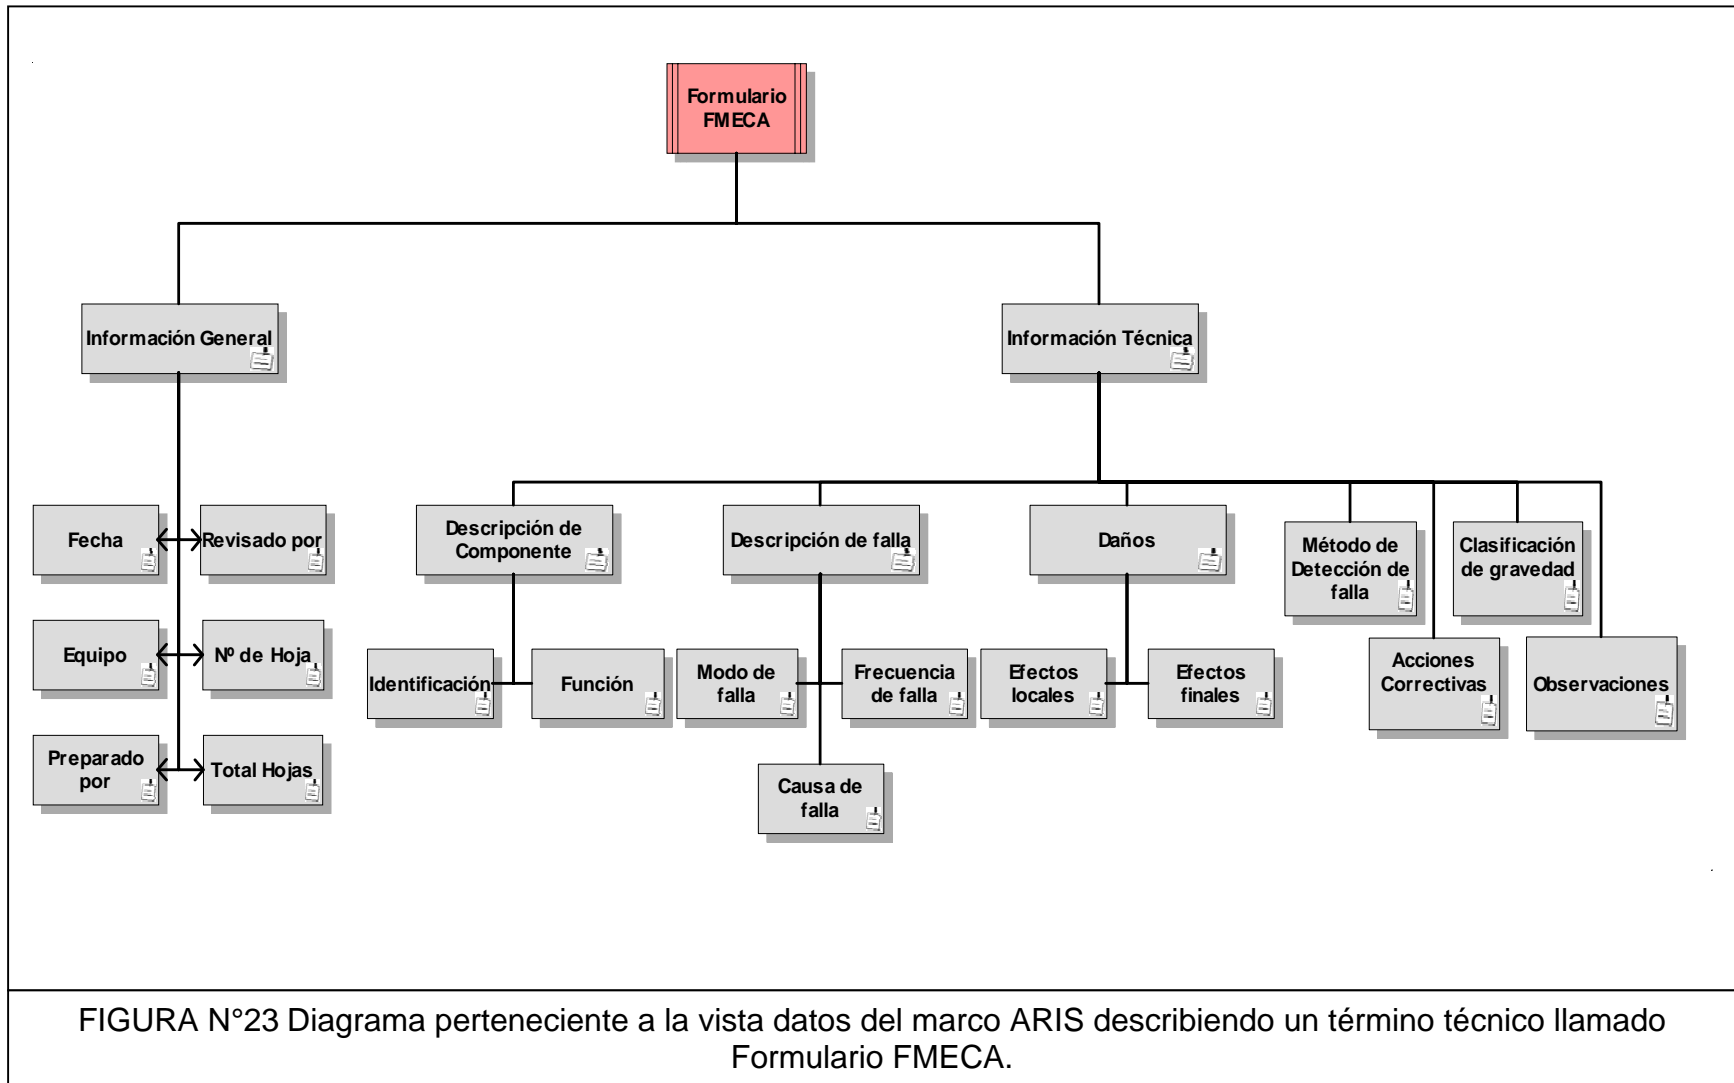 Formulario
FMECA
Información General
Información Técnica
Fecha
Revisado por
Equipo
Nº de Hoja
Preparado
por
Total Hojas
Descripción de
Componente
Descripción de falla
Daños
Método de
Detección de
falla
Clasificación
de gravedad
Identificación
Función
Modo de
falla
Frecuencia
de falla
Causa de
falla
Efectos
locales
Efectos
finales
Acciones
Correctivas
Observaciones
FIGURA N°23 Diagrama perteneciente a la vista datos del marco ARIS describiendo un término técnico llamado
Formulario FMECA.